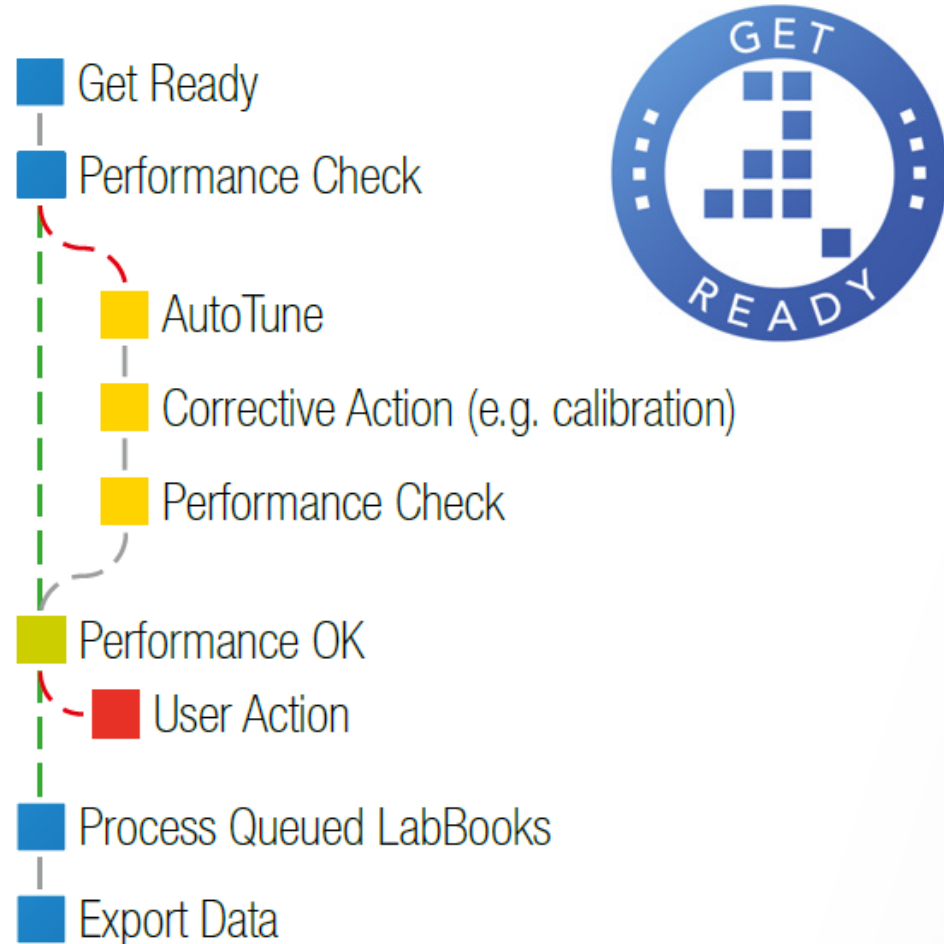 Get Ready
Performance Check
AutoTune
Corrective Action (e.g. calibration)
Performance Check
Performance OK
User Action
Process Queued LabBooks
Export Data
GET
READY